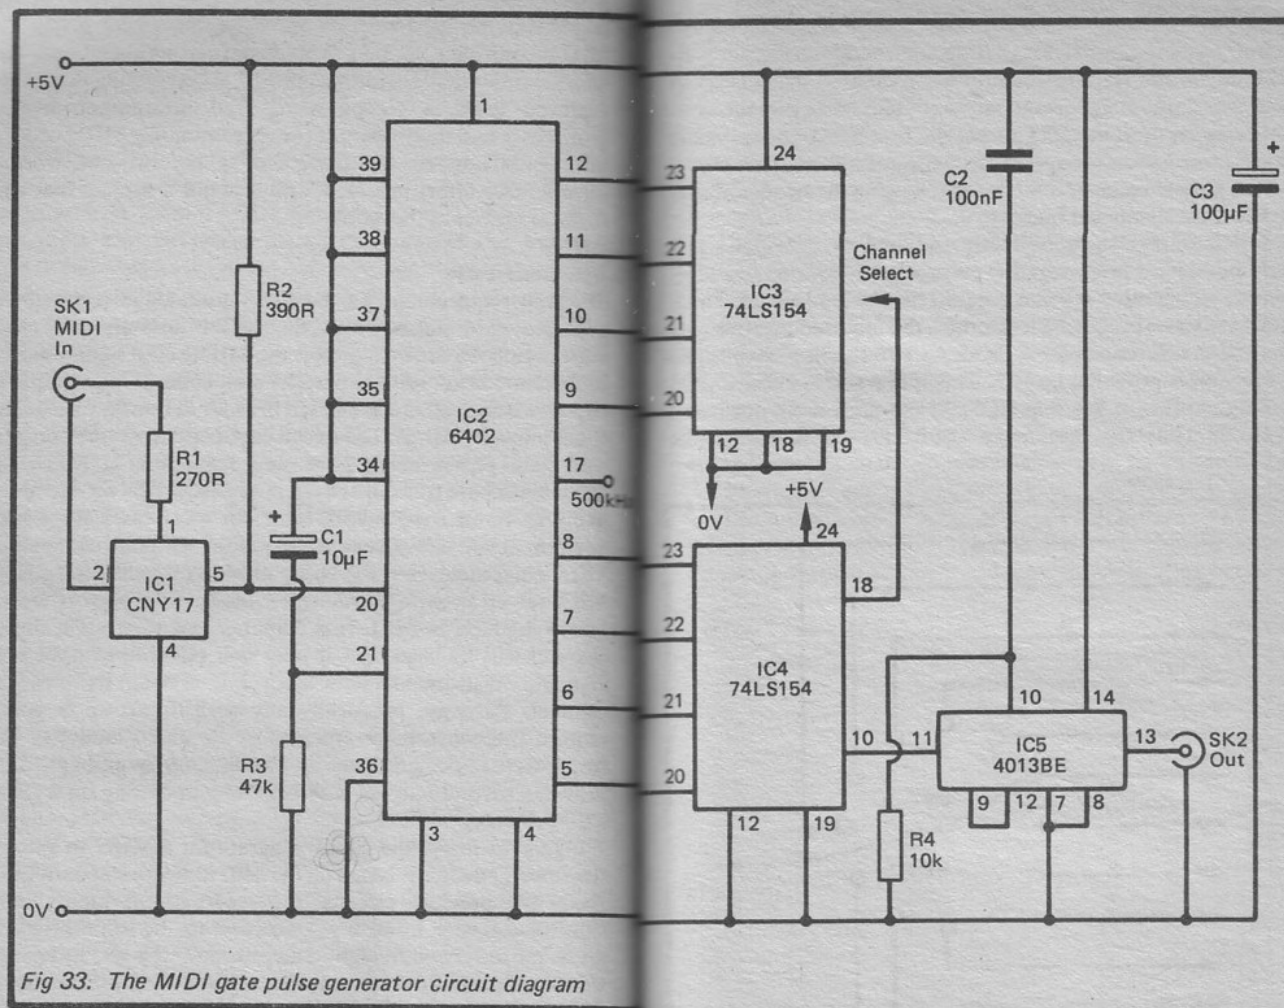 +5V
1
24
39
12
23
C2
100nF
+
C3
100µF
38
11
22
Channel
Select
R2
390R
IC3
74LS154
SK1
MIDI
In
37
10
21
35
9
20
IC2
6402
12
18
19
R1
270R
34
17
500kHz
+5V
0V
24
+
C1
10µF
1
8
23
2
IC1
CNY17
5
20
18
4
7
22
21
IC4
74LS154
6
21
10
14
R3
47k
36
5
20
10
11
IC5
4013BE
13
SK2
Out
9
12
7
8
3
4
12
19
R4
10k
0V
Fig 33. The MIDI gate pulse generator circuit diagram